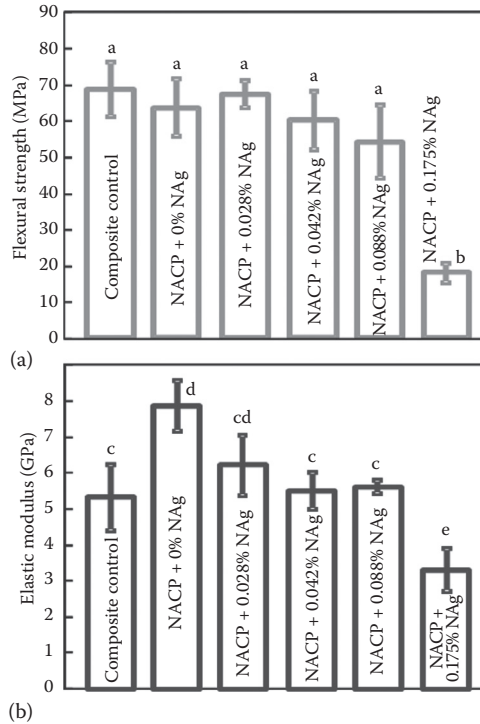 90
80
70
60
50
40
30
20
10
0
Flexural strength (MPa)
a
a
a
a
a
b
Composite control
NACP + 0% NAg
NACP + 0.028% NAg
NACP + 0.042% NAg
NACP + 0.088% NAg
NACP + 0.175% NAg
(a)
8
7
6
5
4
3
2
1
0
Elastic modulus (GPa)
c
d
cd
c
c
e
Composite control
NACP + 0% NAg
NACP + 0.028% NAg
NACP + 0.042% NAg
NACP + 0.088% NAg
NACP +
0.175% NAg
(b)